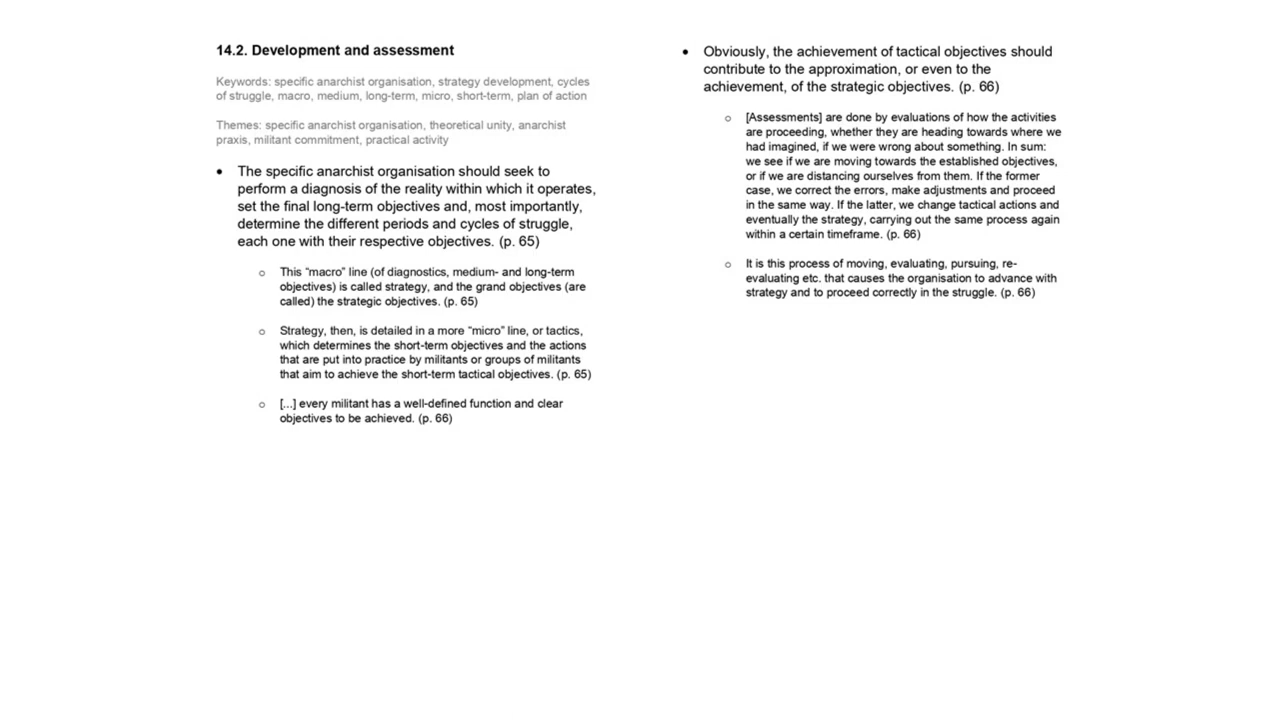 14.2. Development and assessment
Keywords: specific anarchist organisation, strategy development, cycles
of struggle, macro, medium, long-term, micro, short-term, plan of action
Themes: specific anarchist organisation, theoretical unity, anarchist
praxis, militant commitment, practical activity
• The specific anarchist organisation should seek to
perform a diagnosis of the reality within which it operates,
set the final long-term objectives and, most importantly,
determine the different periods and cycles of struggle,
each one with their respective objectives. (p. 65)
o This “macro” line (of diagnostics, medium- and long-term
objectives) is called strategy, and the grand objectives (are
called) the strategic objectives. (p. 65)
o Strategy, then, is detailed in a more “micro” line, or tactics,
which determines the short-term objectives and the actions
that are put into practice by militants or groups of militants
that aim to achieve the short-term tactical objectives. (p. 65)
o [...] every militant has a well-defined function and clear
objectives to be achieved. (p. 66)
• Obviously, the achievement of tactical objectives should
contribute to the approximation, or even to the
achievement, of the strategic objectives. (p. 66)
o [Assessments] are done by evaluations of how the activities
are proceeding, whether they are heading towards where we
had imagined, if we were wrong about something. In sum:
we see if we are moving towards the established objectives,
or if we are distancing ourselves from them. If the former
case, we correct the errors, make adjustments and proceed
in the same way. If the latter, we change tactical actions and
eventually the strategy, carrying out the same process again
within a certain timeframe. (p. 66)
o It is this process of moving, evaluating, pursuing, re-
evaluating etc. that causes the organisation to advance with
strategy and to proceed correctly in the struggle. (p. 66)